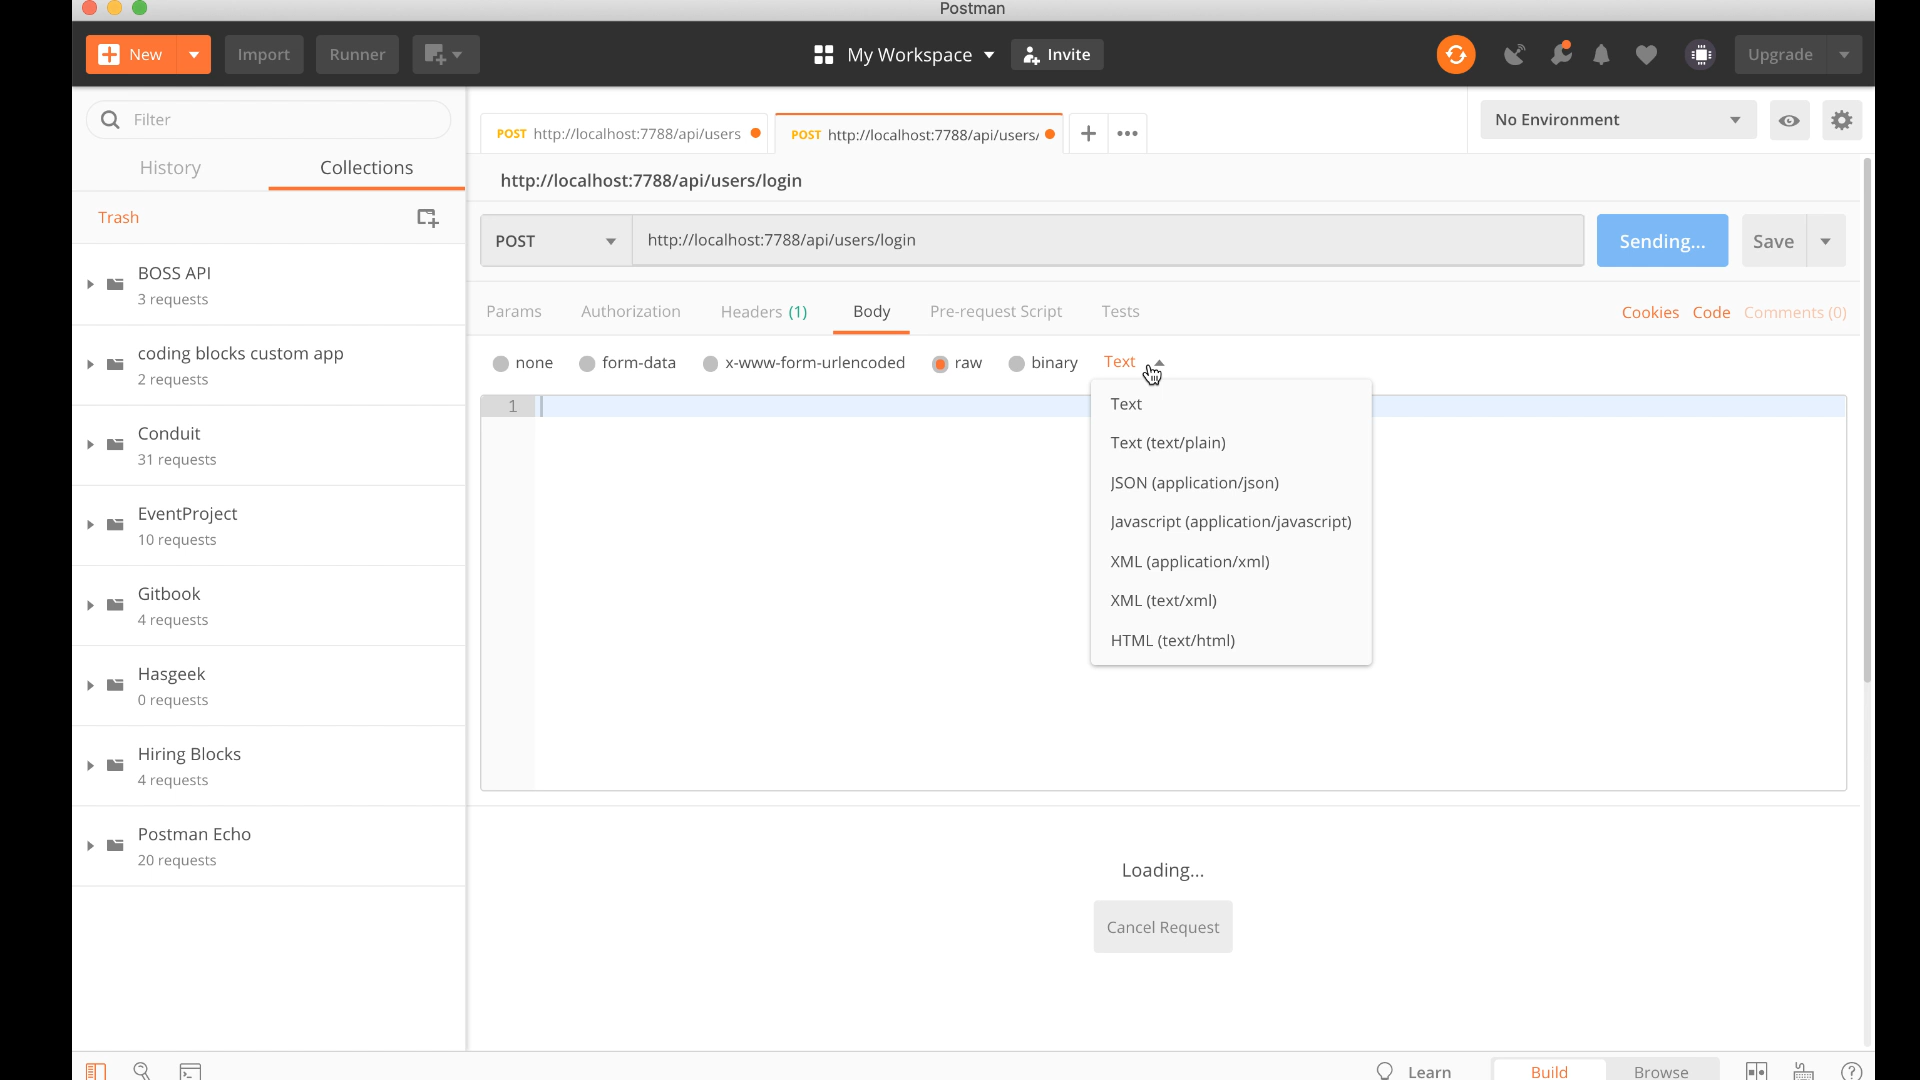 Postman
New
Import
Runner
My Workspace
Invite
Upgrade
Filter
History
Collections
Trash
BOSS API
3 requests
coding blocks custom app
2 requests
Conduit
31 requests
EventProject
10 requests
Gitbook
4 requests
Hasgeek
0 requests
Hiring Blocks
4 requests
Postman Echo
20 requests
POST http://localhost:7788/api/users
POST http://localhost:7788/api/users/
No Environment
http://localhost:7788/api/users/login
POST
http://localhost:7788/api/users/login
Sending...
Save
Params
Authorization
Headers (1)
Body
Pre-request Script
Tests
Cookies
Code
Comments (0)
none
form-data
x-www-form-urlencoded
raw
binary
Text
1
Text
Text (text/plain)
JSON (application/json)
Javascript (application/javascript)
XML (application/xml)
XML (text/xml)
HTML (text/html)
Loading...
Cancel Request
Learn
Build
Browse